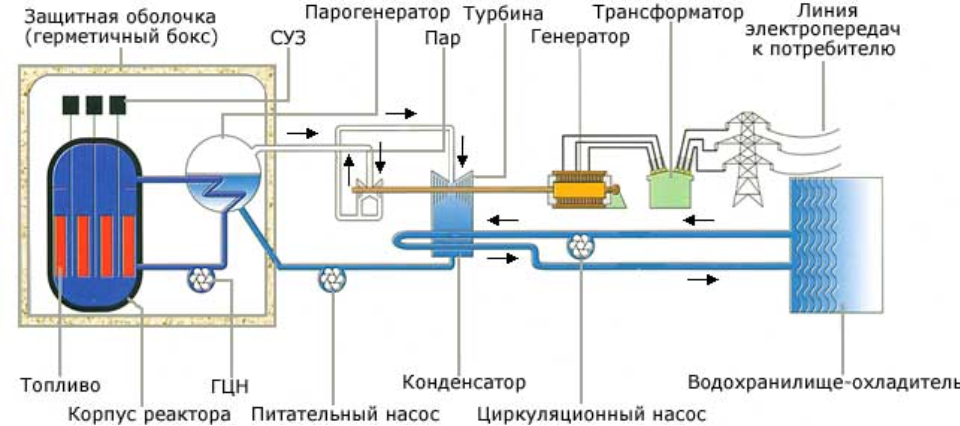 Защитная оболочка
(герметичный бокс)
СУЗ
Парогенератор
Пар
Турбина
Генератор
Трансформатор
Линия
электропередач
к потребителю
Топливо
Корпус реактора
ГЦН
Питательный насос
Конденсатор
Циркуляционный насос
Водохранилище-охладитель